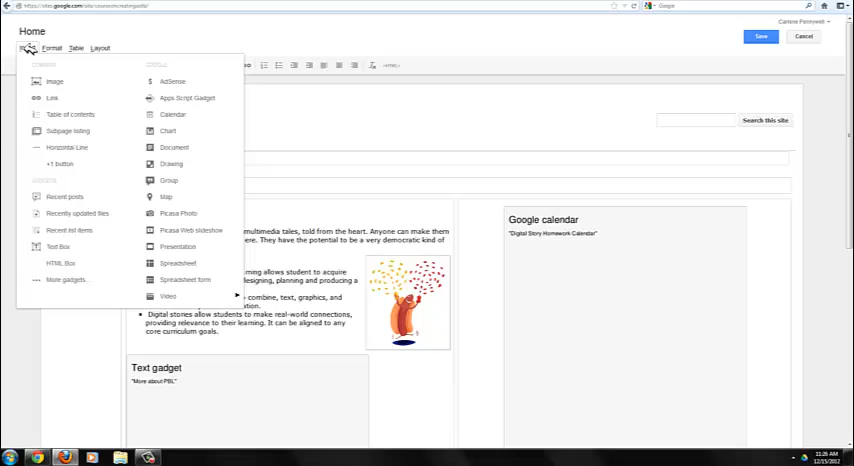 https://sites.google.com/site/coursecreatingsite/
Google
Carlene Pennywell
Home
Save
Cancel
Format Table Layout
<HTML>
COMMON
GOOGLE
Image
AdSense
Link
Apps Script Gadget
Table of contents
Calendar
Subpage listing
Chart
Horizontal Line
Document
+1 button
Drawing
GADGETS
Group
Recent posts
Map
Recently updated files
Picasa Photo
Recent list items
Picasa Web slideshow
Text Box
Presentation
HTML Box
Spreadsheet
More gadgets...
Spreadsheet form
Video
Search this site
multimedia tales, told from the heart. Anyone can make them
ere. They have the potential to be a very democratic kind of
ming allows student to acquire
designing, planning and producing a
combine, text, graphics, and
ation.
• Digital stories allow students to make real-world connections,
providing relevance to their learning. It can be aligned to any
core curriculum goals.
Text gadget
"More about PBL"
Google calendar
"Digital Story Homework Calendar"
11:26 AM
12/15/2012